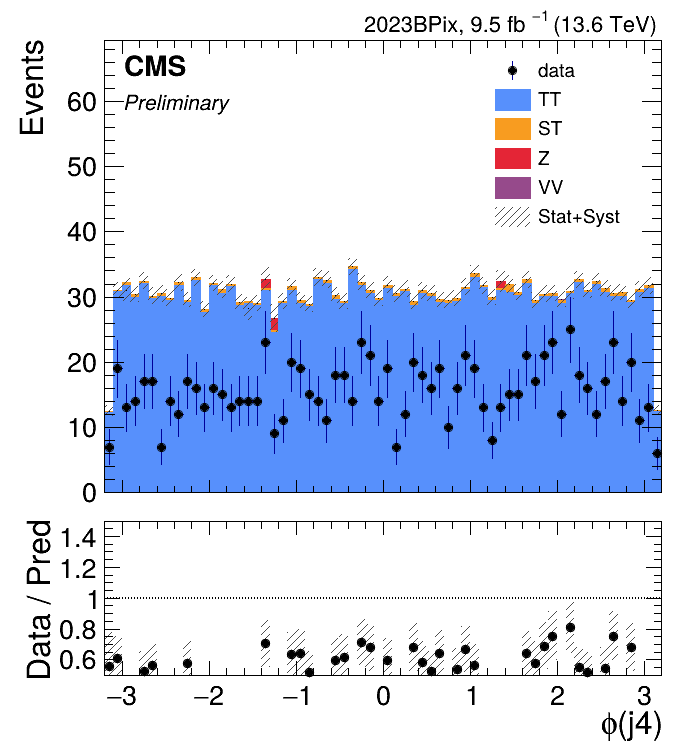 2023BPix, 9.5 fb⁻¹ (13.6 TeV)
CMS
Preliminary
data
TT
ST
Z
VV
Stat+Syst
Events
60
50
40
30
20
10
0
Data / Pred
1.4
1.2
1
0.8
0.6
−3 −2 −1 0 1 2 3
ϕ(j4)